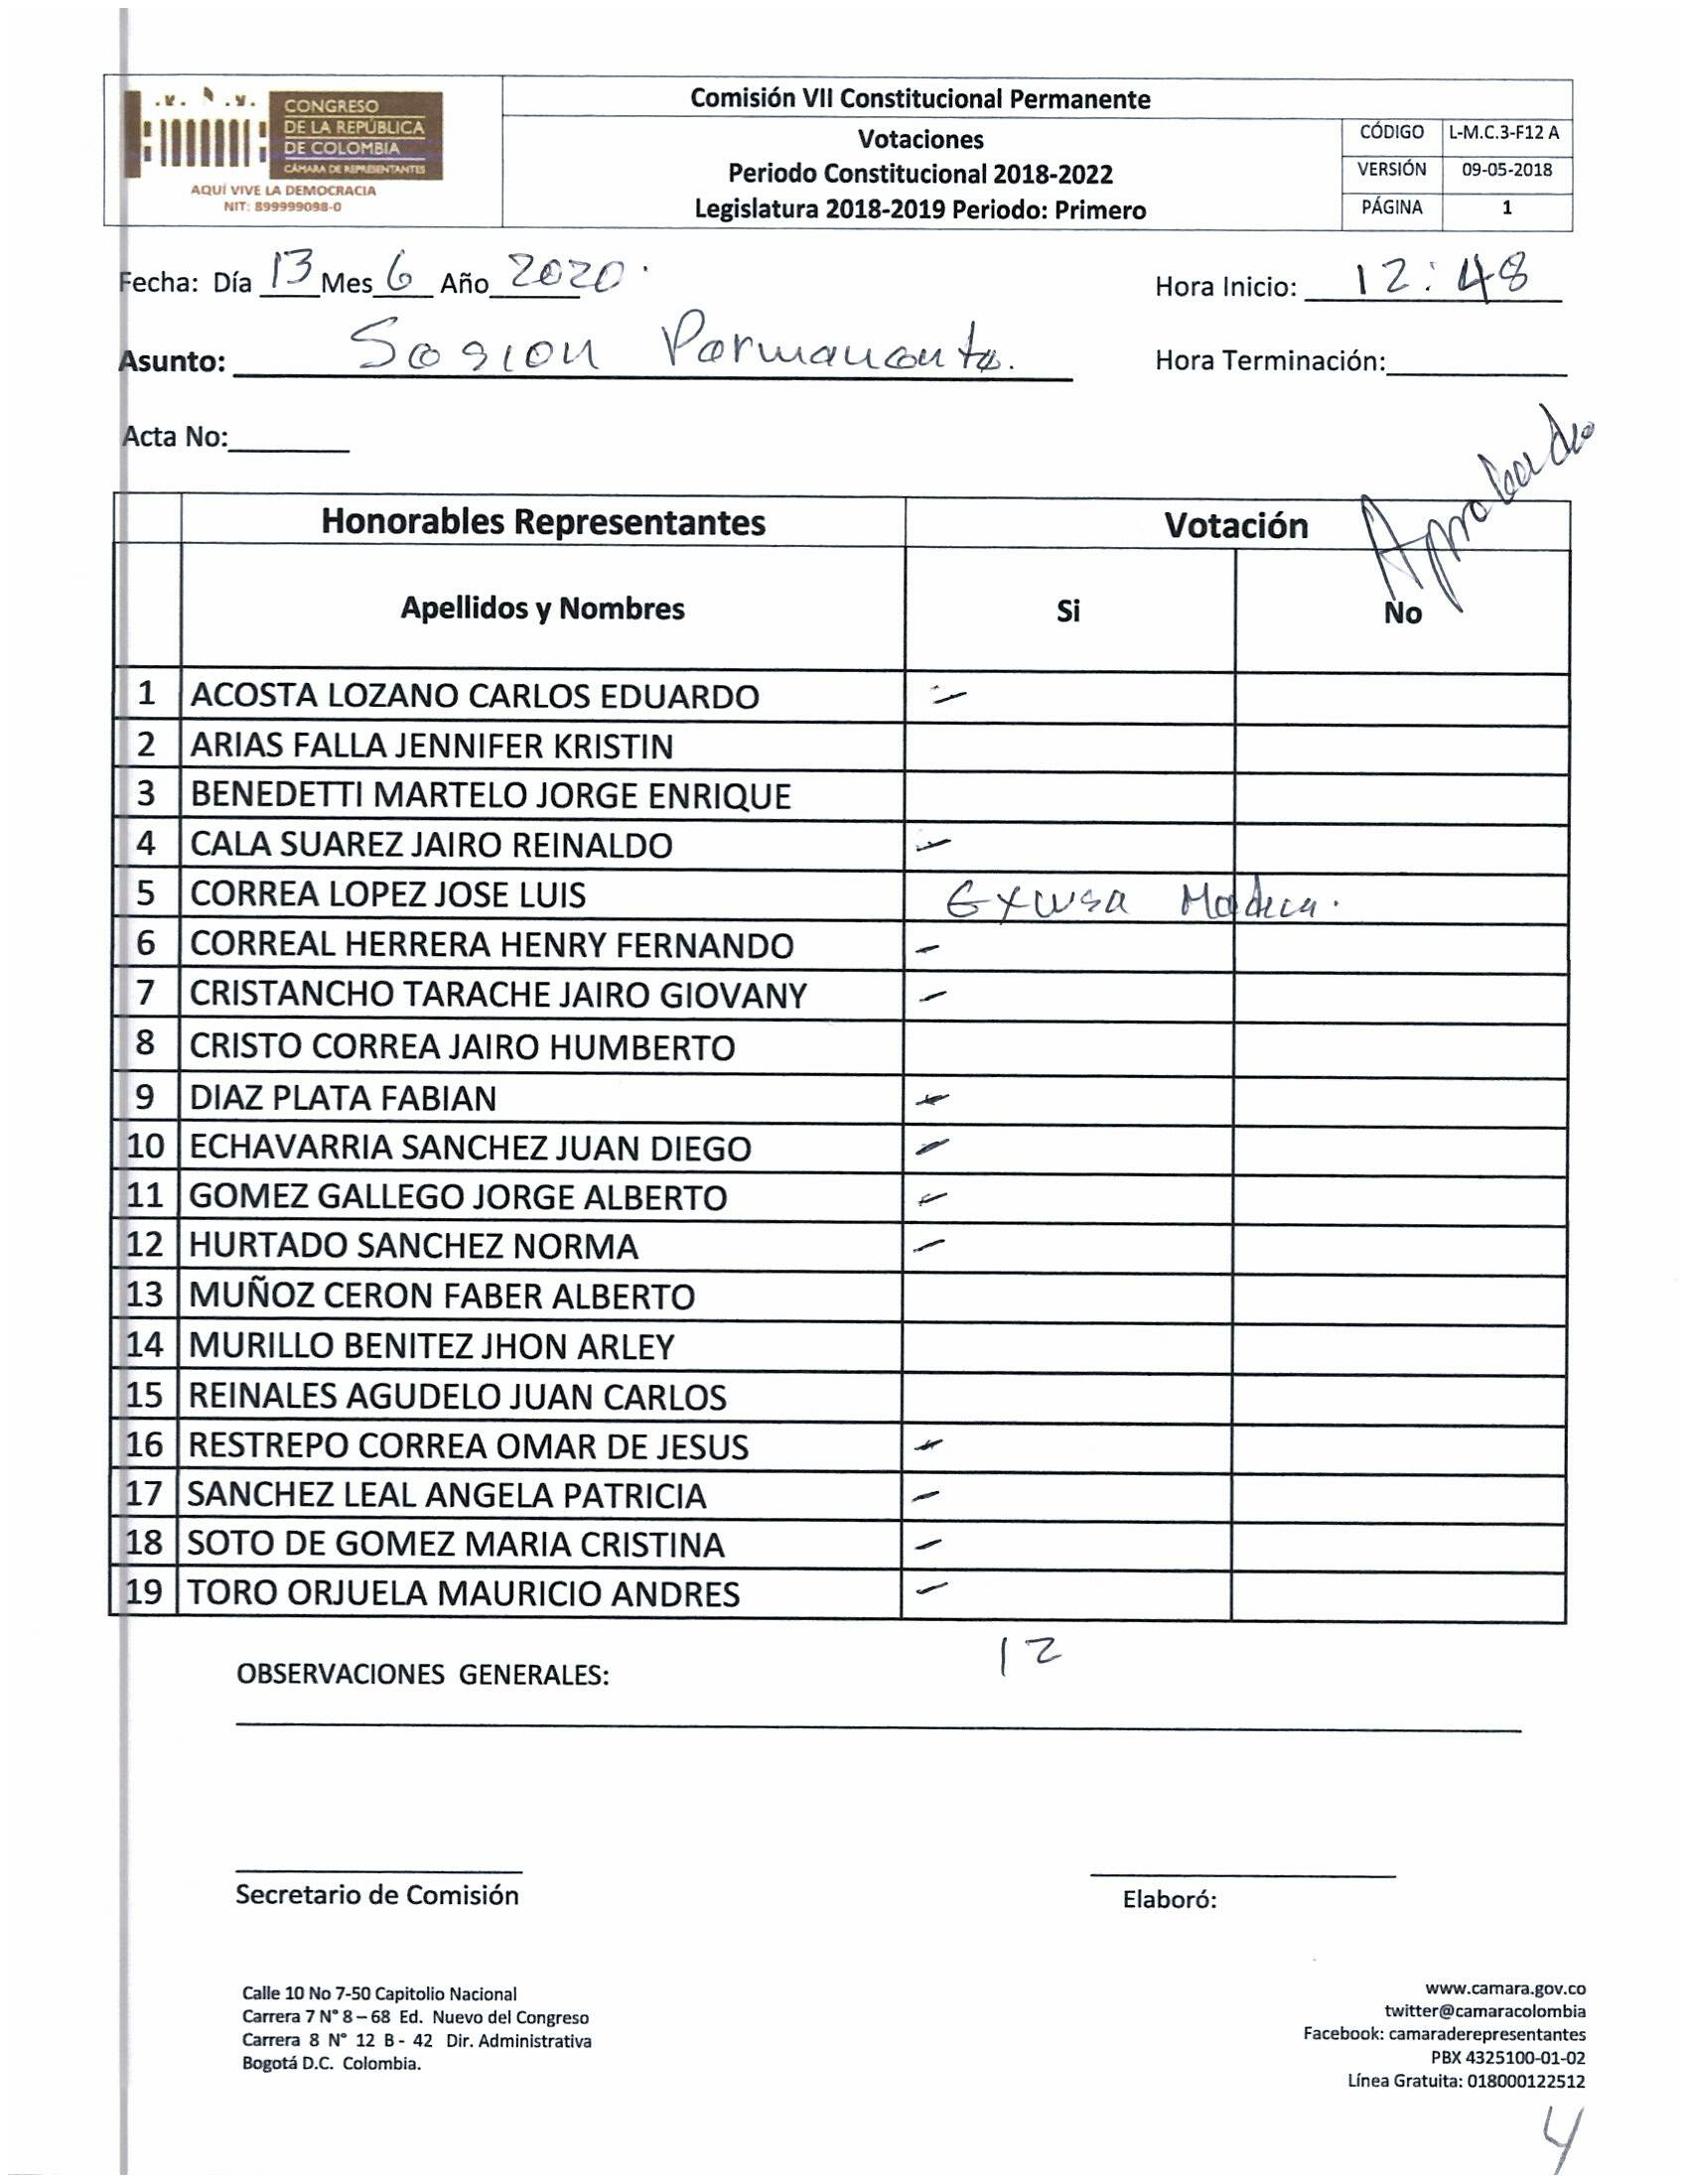 CONGRESO
DE LA REPÚBLICA
DE COLOMBIA
CÁMARA DE REPRESENTANTES
AQUÍ VIVE LA DEMOCRACIA
NIT: 899999098-0
Comisión VII Constitucional Permanente
Votaciones
Periodo Constitucional 2018-2022
Legislatura 2018-2019 Periodo: Primero
CÓDIGO L-M.C.3-F12 A
VERSIÓN 09-05-2018
PÁGINA 1
Fecha: Día 13 Mes 6 Año 2020. Hora Inicio: 12:48
Asunto: Sesion Permanente. Hora Terminación:
Acta No:
Aprobado
Honorables Representantes Votación
Apellidos y Nombres Si No
1 ACOSTA LOZANO CARLOS EDUARDO
2 ARIAS FALLA JENNIFER KRISTIN
3 BENEDETTI MARTELO JORGE ENRIQUE
4 CALA SUAREZ JAIRO REINALDO
5 CORREA LOPEZ JOSE LUIS Exusa Medica.
6 CORREAL HERRERA HENRY FERNANDO
7 CRISTANCHO TARACHE JAIRO GIOVANY
8 CRISTO CORREA JAIRO HUMBERTO
9 DIAZ PLATA FABIAN
10 ECHAVARRIA SANCHEZ JUAN DIEGO
11 GOMEZ GALLEGO JORGE ALBERTO
12 HURTADO SANCHEZ NORMA
13 MUÑOZ CERON FABER ALBERTO
14 MURILLO BENITEZ JHON ARLEY
15 REINALES AGUDELO JUAN CARLOS
16 RESTREPO CORREA OMAR DE JESUS
17 SANCHEZ LEAL ANGELA PATRICIA
18 SOTO DE GOMEZ MARIA CRISTINA
19 TORO ORJUELA MAURICIO ANDRES
12
OBSERVACIONES GENERALES:
Secretario de Comisión
Elaboró:
Calle 10 No 7-50 Capitolio Nacional
Carrera 7 N° 8 – 68 Ed. Nuevo del Congreso
Carrera 8 N° 12 B - 42 Dir. Administrativa
Bogotá D.C. Colombia.
www.camara.gov.co
twitter@camaracolombia
Facebook: camaraderepresentantes
PBX 4325100-01-02
Línea Gratuita: 018000122512
4